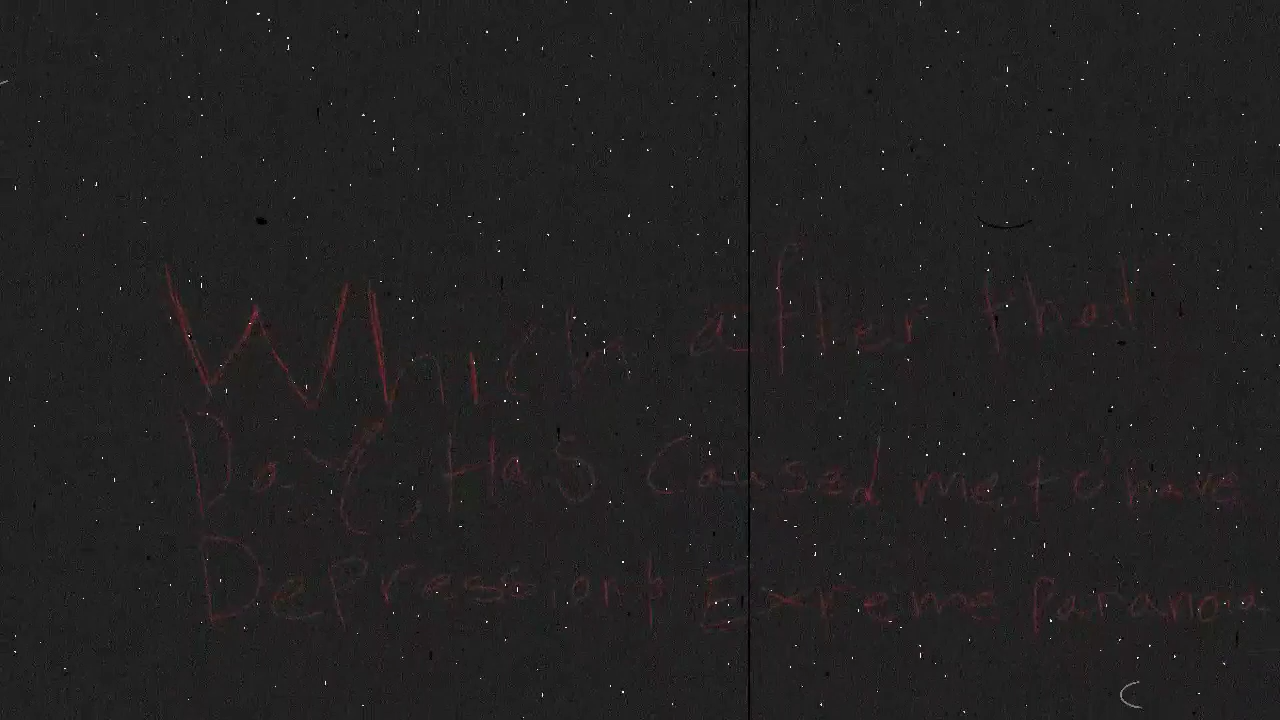 Which after that
Day, Has Caused me to have
Depression & Extreme Paranoia